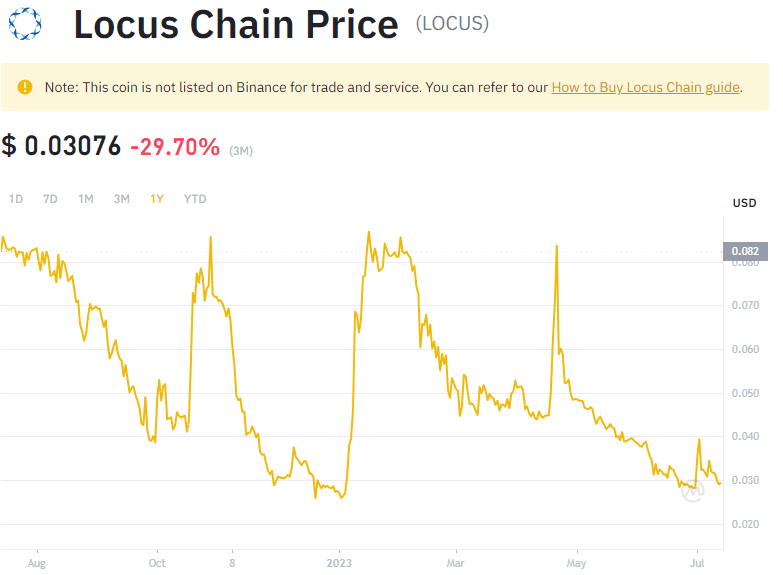 Locus Chain Price (LOCUS)
Note: This coin is not listed on Binance for trade and service. You can refer to our How to Buy Locus Chain guide.
$ 0.03076 -29.70% (3M)
1D 7D 1M 3M 1Y YTD
USD
0.082
0.080
0.070
0.060
0.050
0.040
0.030
0.020
Aug Oct 8 2023 Mar May Jul